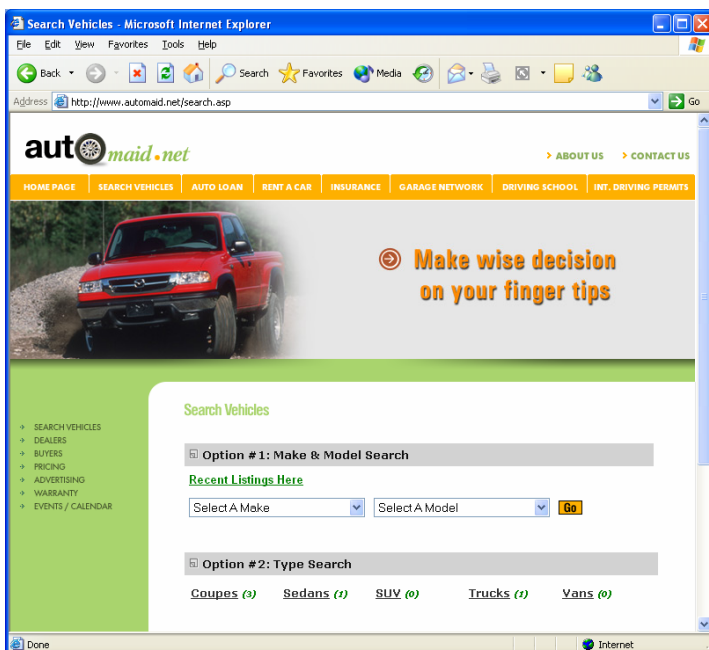 Search Vehicles - Microsoft Internet Explorer
File Edit View Favorites Tools Help
Back Search Favorites Media
Address http://www.automaid.net/search.asp Go
auto maid.net
ABOUT US CONTACT US
HOME PAGE SEARCH VEHICLES AUTO LOAN RENT A CAR INSURANCE GARAGE NETWORK DRIVING SCHOOL INT. DRIVING PERMITS
Make wise decision
on your finger tips
Search Vehicles
SEARCH VEHICLES
DEALERS
BUYERS
PRICING
ADVERTISING
WARRANTY
EVENTS / CALENDAR
Option #1: Make & Model Search
Recent Listings Here
Select A Make Select A Model Go
Option #2: Type Search
Coupes (3) Sedans (1) SUV (0) Trucks (1) Vans (0)
Done Internet